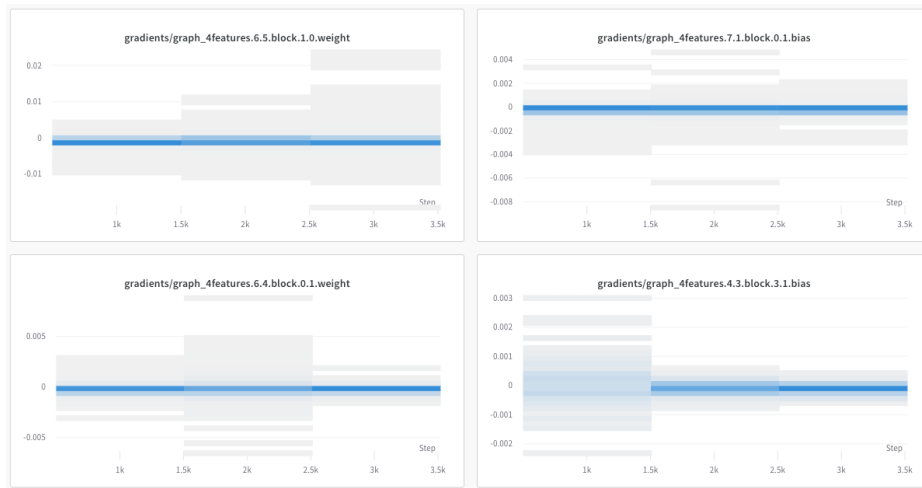 gradients/graph_4features.6.5.block.1.0.weight
0.02
0.01
0
-0.01
Step
1k 1.5k 2k 2.5k 3k 3.5k
gradients/graph_4features.7.1.block.0.1.bias
0.004
0.002
0
-0.002
-0.004
-0.006
-0.008
Step
1k 1.5k 2k 2.5k 3k 3.5k
gradients/graph_4features.6.4.block.0.1.weight
0.005
0
-0.005
Step
1k 1.5k 2k 2.5k 3k 3.5k
gradients/graph_4features.4.3.block.3.1.bias
0.003
0.002
0.001
0
-0.001
-0.002
Step
1k 1.5k 2k 2.5k 3k 3.5k